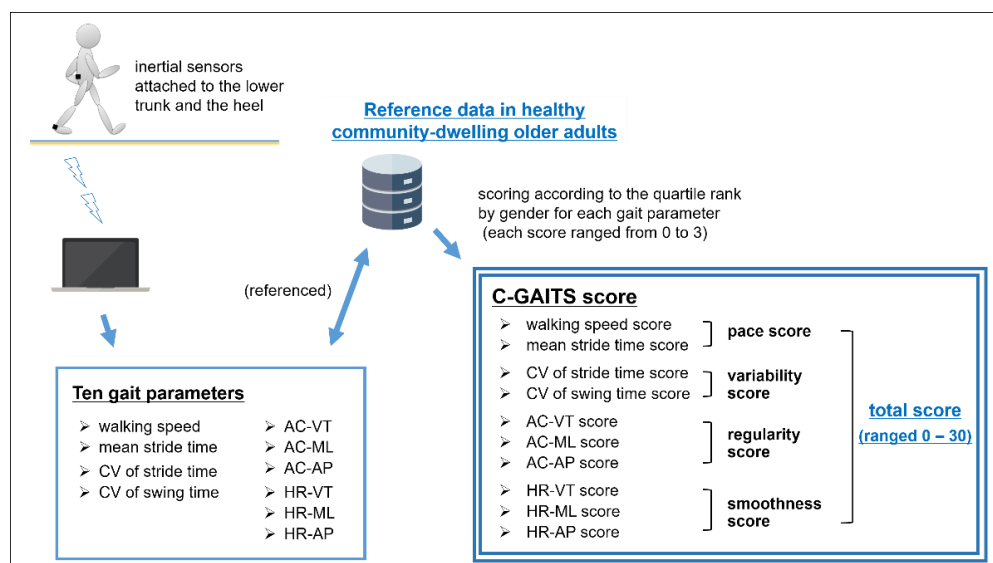 inertial sensors
attached to the lower
trunk and the heel
Reference data in healthy
community-dwelling older adults
scoring according to the quartile rank
by gender for each gait parameter
(each score ranged from 0 to 3)
(referenced)
Ten gait parameters
➢ walking speed
➢ mean stride time
➢ CV of stride time
➢ CV of swing time
➢ AC-VT
➢ AC-ML
➢ AC-AP
➢ HR-VT
➢ HR-ML
➢ HR-AP
C-GAITS score
➢ walking speed score
➢ mean stride time score
pace score
➢ CV of stride time score
➢ CV of swing time score
variability
score
➢ AC-VT score
➢ AC-ML score
➢ AC-AP score
regularity
score
➢ HR-VT score
➢ HR-ML score
➢ HR-AP score
smoothness
score
total score
(ranged 0 – 30)